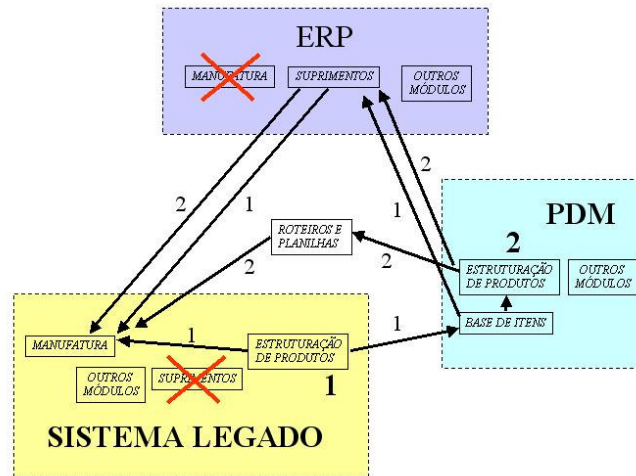 ERP
MANUFATURA
SUPRIMENTOS
OUTROS
MÓDULOS
2
1
2
1
ROTEIROS E
PLANILHAS
2
2
PDM
2
ESTRUTURAÇÃO
DE PRODUTOS
OUTROS
MÓDULOS
BASE DE ITENS
MANUFATURA
1
ESTRUTURAÇÃO
DE PRODUTOS
1
1
OUTROS
MÓDULOS
SUPRIMENTOS
SISTEMA LEGADO